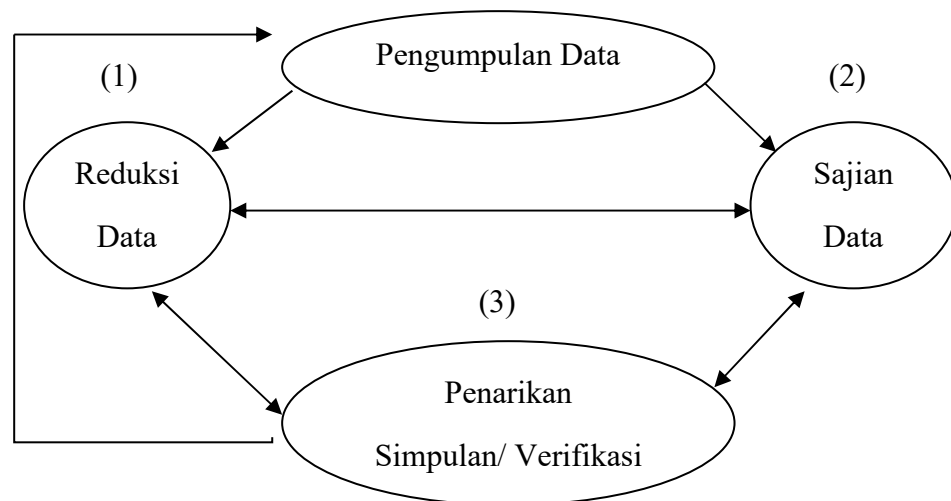 Pengumpulan Data
(1)
(2)
Reduksi
Data
Sajian
Data
(3)
Penarikan
Simpulan/ Verifikasi